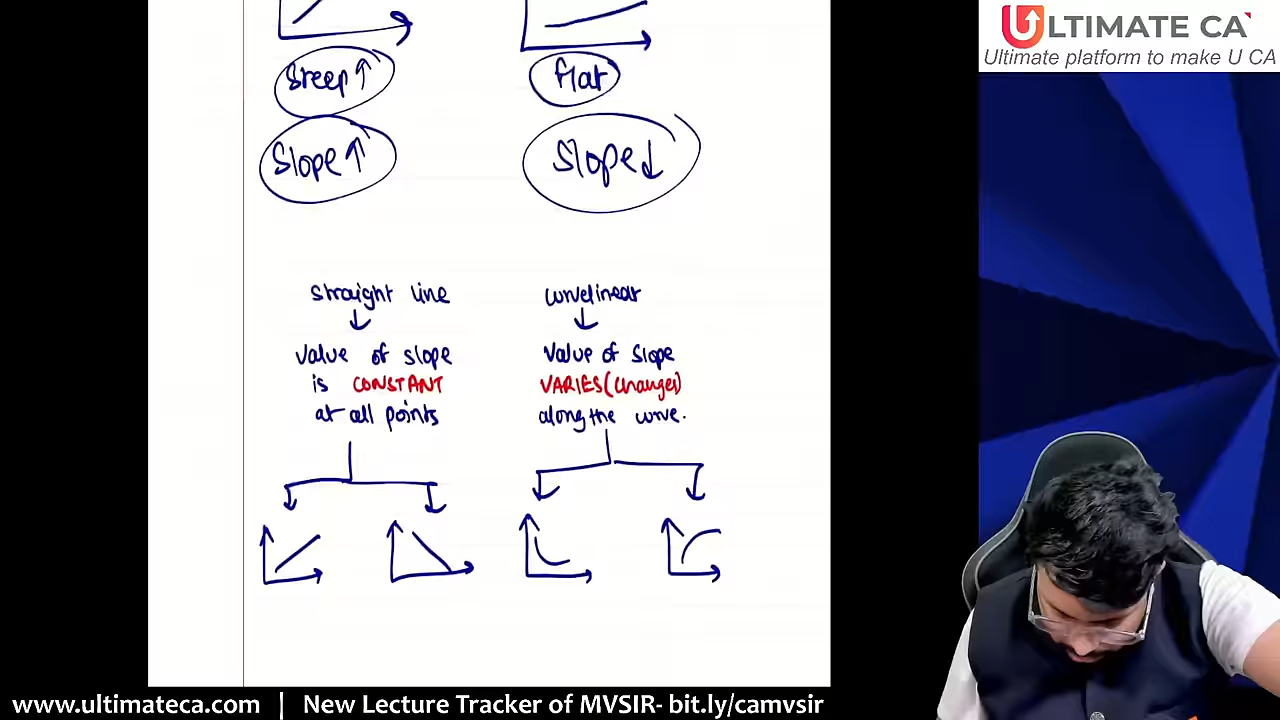 ULTIMATE CA
Ultimate platform to make U CA
Steep↑
flat
Slope↑
Slope↓
Straight line
curvelinear
↓
↓
Value of slope
is CONSTANT
at all points
Value of Slope
VARIES (Changes)
along the curve.
www.ultimateca.com | New Lecture Tracker of MVSIR- bit.ly/camvsir